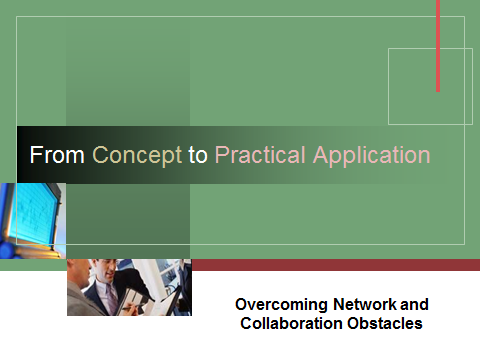 From Concept to Practical Application
Overcoming Network and
Collaboration Obstacles